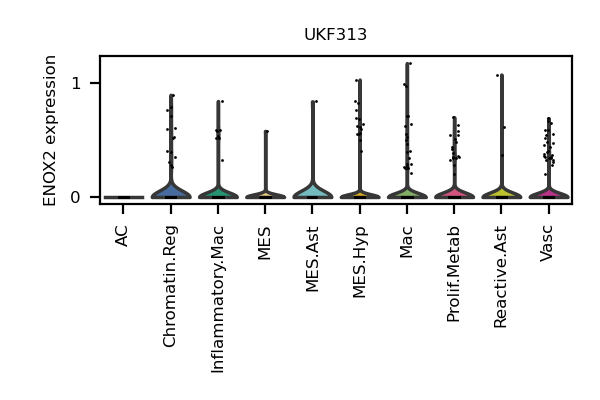 UKF313
ENOX2 expression
1
0
AC
Chromatin.Reg
Inflammatory.Mac
MES
MES.Ast
MES.Hyp
Mac
Prolif.Metab
Reactive.Ast
Vasc